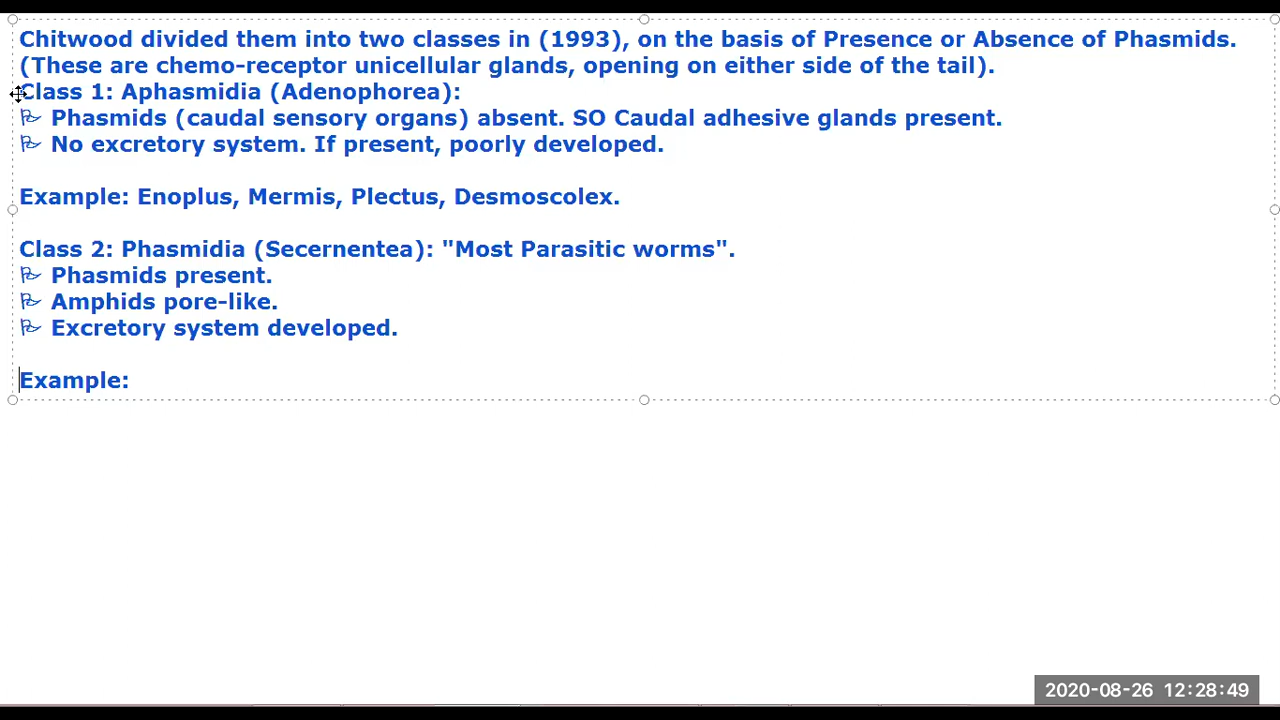 Chitwood divided them into two classes in (1993), on the basis of Presence or Absence of Phasmids.
(These are chemo-receptor unicellular glands, opening on either side of the tail).
Class 1: Aphasmidia (Adenophorea):
Phasmids (caudal sensory organs) absent. SO Caudal adhesive glands present.
No excretory system. If present, poorly developed.
Example: Enoplus, Mermis, Plectus, Desmoscolex.
Class 2: Phasmidia (Secernentea): "Most Parasitic worms".
Phasmids present.
Amphids pore-like.
Excretory system developed.
Example:
2020-08-26 12:28:49